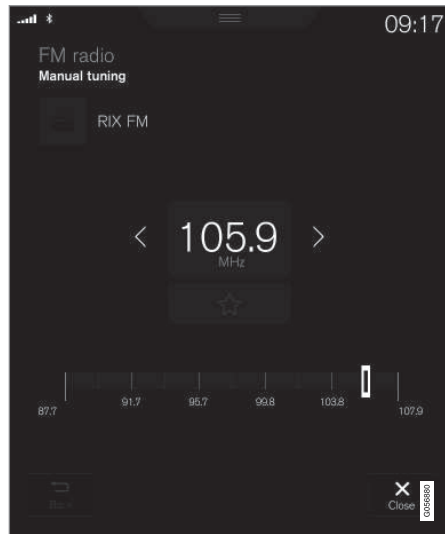 09:17
FM radio
Manual tuning
RIX FM
105.9
MHz
87.7
91.7
95.7
99.8
103.8
107.9
Back
Close
G056880